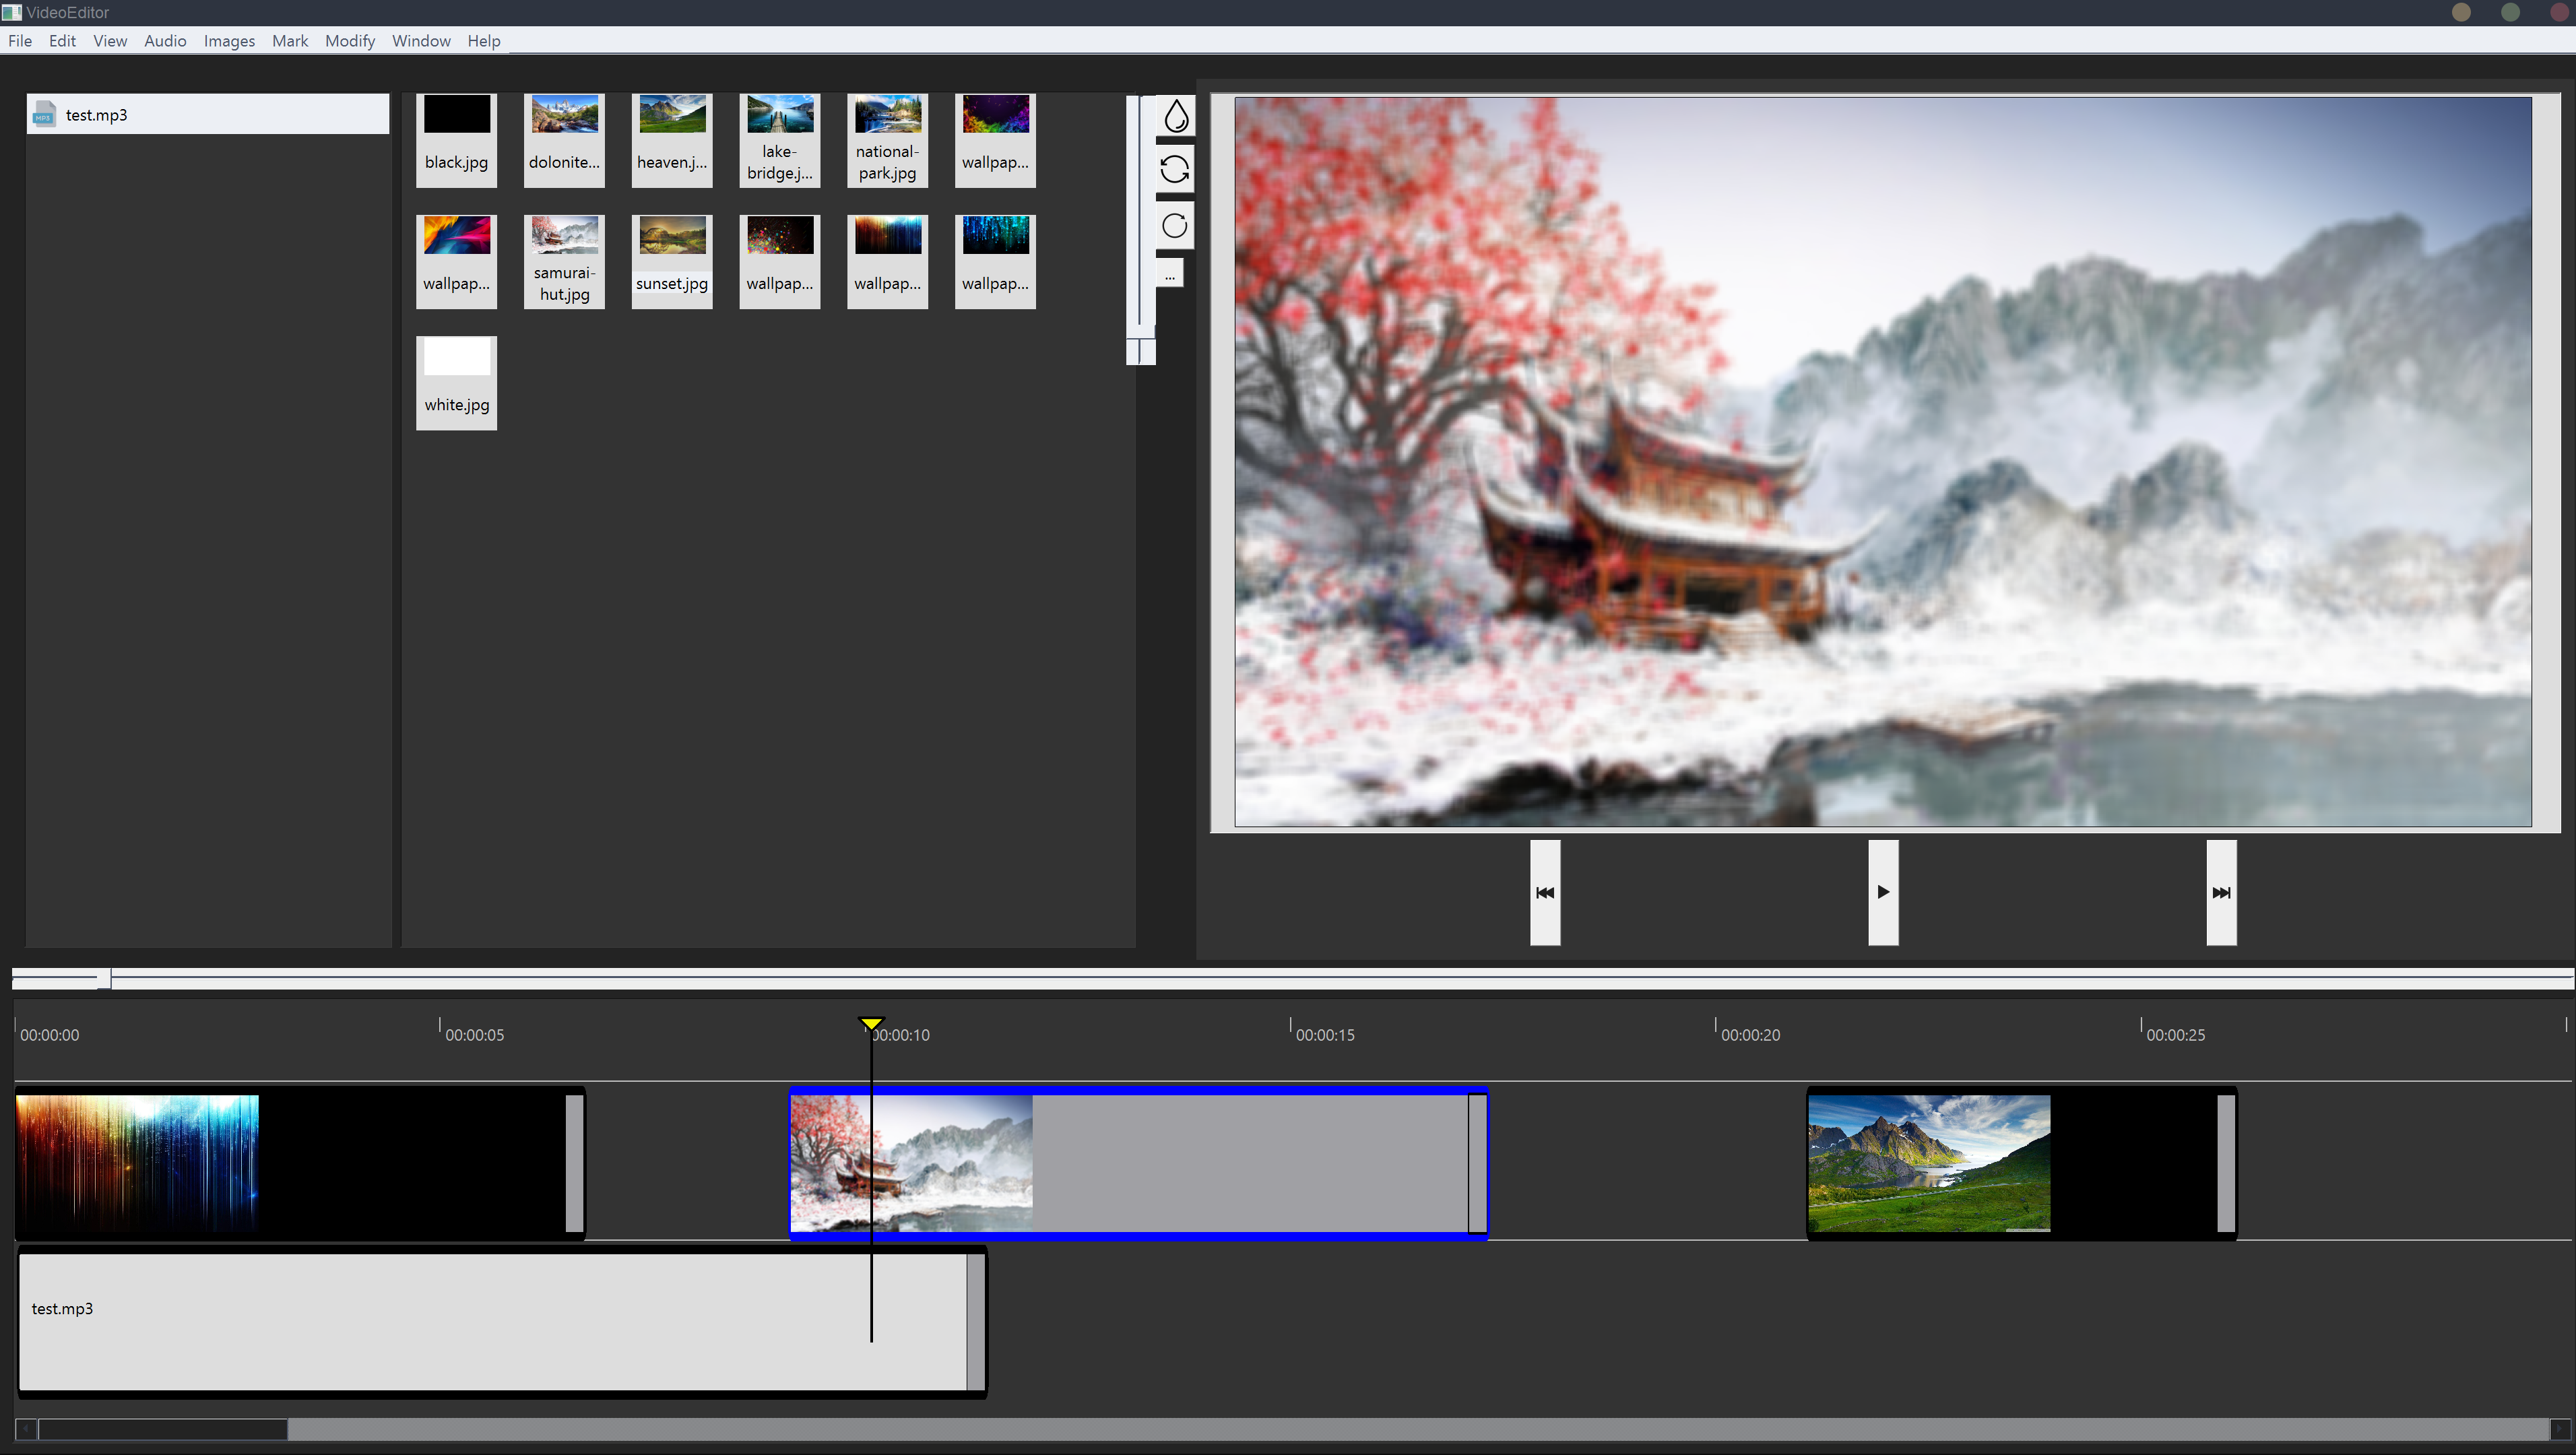 VideoEditor
File Edit View Audio Images Mark Modify Window Help
MP3
test.mp3
black.jpg
dolonite...
heaven.j...
lake-
bridge.j...
national-
park.jpg
wallpap...
wallpap...
samurai-
hut.jpg
sunset.jpg
wallpap...
wallpap...
wallpap...
white.jpg
...
00:00:00 00:00:05 00:00:10 00:00:15 00:00:20 00:00:25
test.mp3